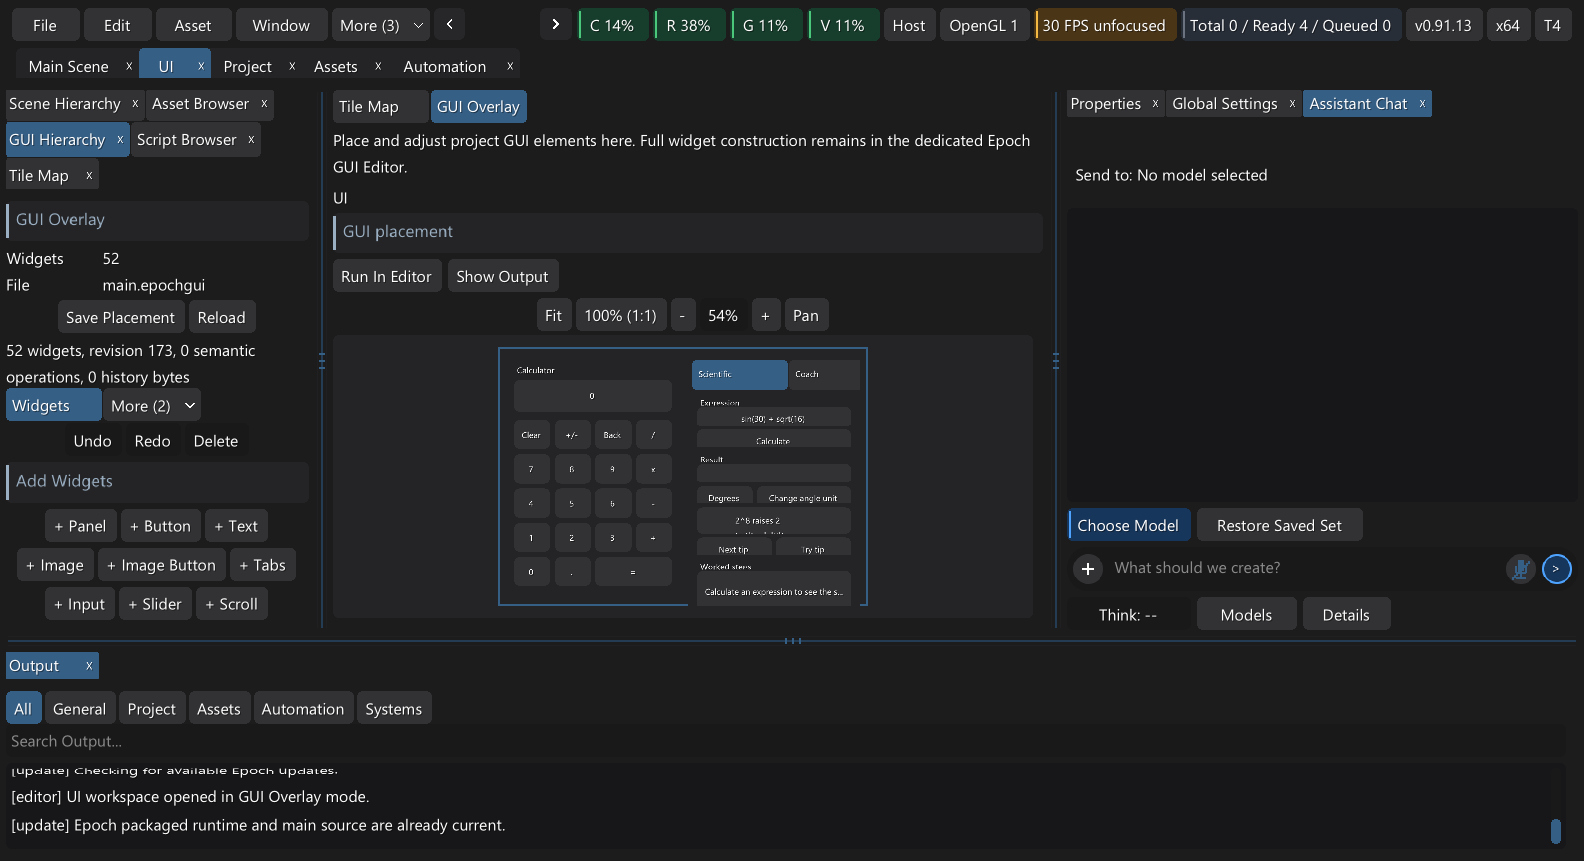 File Edit Asset Window More (3) < > C 14% R 38% G 11% V 11% Host OpenGL 1 30 FPS unfocused Total 0 / Ready 4 / Queued 0 v0.91.13 x64 T4
Main Scene x UI x Project x Assets x Automation x
Scene Hierarchy x Asset Browser x
GUI Hierarchy x Script Browser x
Tile Map x
GUI Overlay
Widgets 52
File main.epochgui
Save Placement Reload
52 widgets, revision 173, 0 semantic
operations, 0 history bytes
Widgets More (2)
Undo Redo Delete
Add Widgets
+ Panel + Button + Text
+ Image + Image Button + Tabs
+ Input + Slider + Scroll
Tile Map GUI Overlay
Place and adjust project GUI elements here. Full widget construction remains in the dedicated Epoch
GUI Editor.
UI
GUI placement
Run In Editor Show Output
Fit 100% (1:1) - 54% + Pan
Calculator
0
Clear +/- Back /
7 8 9 x
4 5 6 -
1 2 3 +
0 . =
Scientific Coach
Expression
sin(30) + sqrt(16)
Calculate
Result
Degrees Change angle unit
2^8 raises 2
Next tip Try tip
Worked steps
Calculate an expression to see the s...
Properties x Global Settings x Assistant Chat x
Send to: No model selected
Choose Model Restore Saved Set
+ What should we create? >
Think: -- Models Details
Output x
All General Project Assets Automation Systems
Search Output...
[update] Checking for available Epoch updates.
[editor] UI workspace opened in GUI Overlay mode.
[update] Epoch packaged runtime and main source are already current.